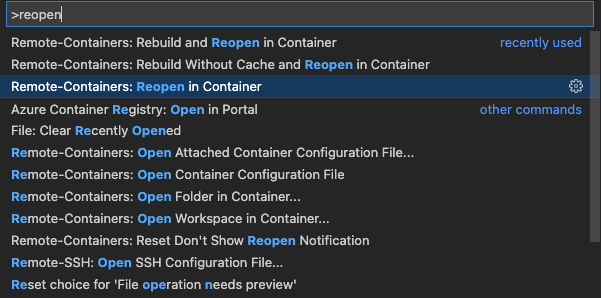 >reopen
Remote-Containers: Rebuild and Reopen in Container recently used
Remote-Containers: Rebuild Without Cache and Reopen in Container
Remote-Containers: Reopen in Container
Azure Container Registry: Open in Portal other commands
File: Clear Recently Opened
Remote-Containers: Open Attached Container Configuration File...
Remote-Containers: Open Container Configuration File
Remote-Containers: Open Folder in Container...
Remote-Containers: Open Workspace in Container...
Remote-Containers: Reset Don't Show Reopen Notification
Remote-SSH: Open SSH Configuration File...
Reset choice for 'File operation needs preview'